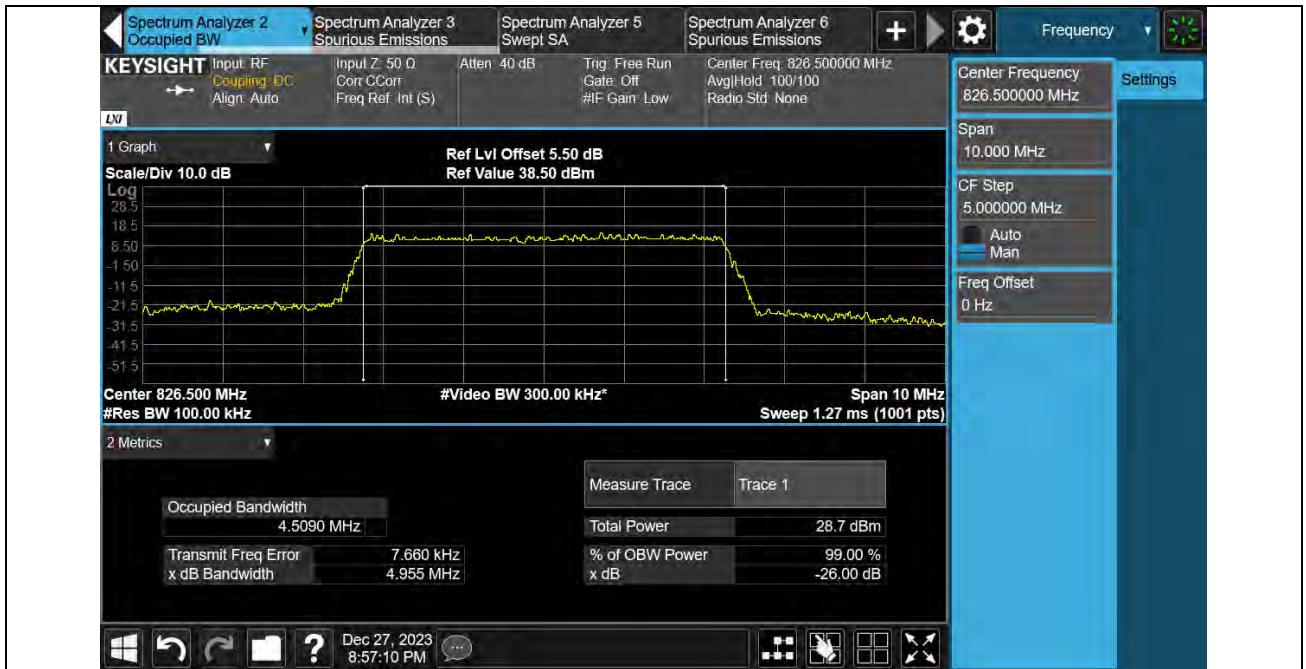 Spectrum Analyzer 2
Occupied BW
Spectrum Analyzer 3
Spurious Emissions
Spectrum Analyzer 5
Swept SA
Spectrum Analyzer 6
Spurious Emissions
+
Frequency
KEYSIGHT
LXI
Input: RF
Coupling: DC
Align: Auto
Input Z: 50 Ω
Corr CCorr
Freq Ref: Int (S)
Atten: 40 dB
Trig: Free Run
Gate: Off
#IF Gain: Low
Center Freq: 826.500000 MHz
Avg|Hold: 100/100
Radio Std: None
Center Frequency
826.500000 MHz
Settings
Span
10.000 MHz
CF Step
5.000000 MHz
Auto
Man
Freq Offset
0 Hz
1 Graph
Scale/Div 10.0 dB
Ref Lvl Offset 5.50 dB
Ref Value 38.50 dBm
Log
28.5
18.5
8.50
-1.50
-11.5
-21.5
-31.5
-41.5
-51.5
Center 826.500 MHz
#Video BW 300.00 kHz*
Span 10 MHz
#Res BW 100.00 kHz
Sweep 1.27 ms (1001 pts)
2 Metrics
Measure Trace Trace 1
Occupied Bandwidth
4.5090 MHz
Total Power 28.7 dBm
Transmit Freq Error 7.660 kHz
% of OBW Power 99.00 %
x dB Bandwidth 4.955 MHz
x dB -26.00 dB
?
Dec 27, 2023
8:57:10 PM